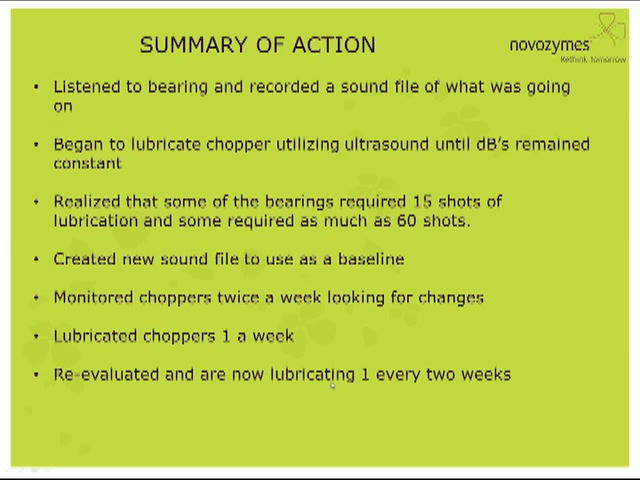 SUMMARY OF ACTION
novozymes
Rethink Tomorrow
• Listened to bearing and recorded a sound file of what was going
on
• Began to lubricate chopper utilizing ultrasound until dB's remained
constant
• Realized that some of the bearings required 15 shots of
lubrication and some required as much as 60 shots.
• Created new sound file to use as a baseline
• Monitored choppers twice a week looking for changes
• Lubricated choppers 1 a week
• Re-evaluated and are now lubricating 1 every two weeks